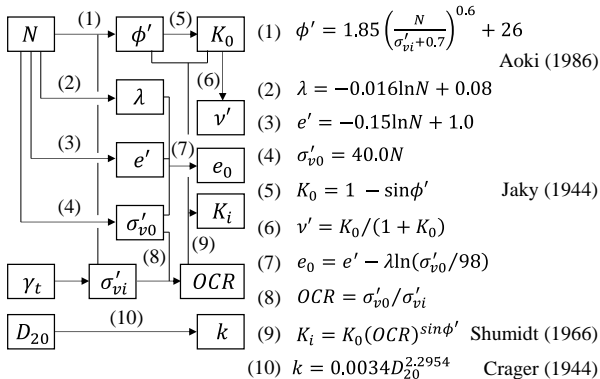 N (1) ϕ′ (5) K₀
(6)
(2) λ ν′
(3) e′ (7) e₀
(4) σ′ᵥ₀ Kᵢ
(8) (9)
γₜ σ′ᵥᵢ OCR
(10)
D₂₀ k
(1) ϕ′ = 1.85 (N / (σ′ᵥᵢ+0.7))^0.6 + 26
Aoki (1986)
(2) λ = −0.016lnN + 0.08
(3) e′ = −0.15lnN + 1.0
(4) σ′ᵥ₀ = 40.0N
(5) K₀ = 1 − sinϕ′ Jaky (1944)
(6) ν′ = K₀/(1 + K₀)
(7) e₀ = e′ − λln(σ′ᵥ₀/98)
(8) OCR = σ′ᵥ₀/σ′ᵥᵢ
(9) Kᵢ = K₀(OCR)^sinϕ′ Shumidt (1966)
(10) k = 0.0034D₂₀^2.2954 Crager (1944)